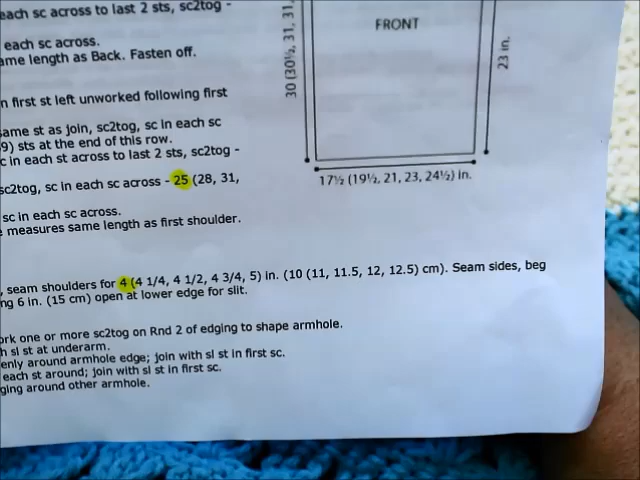 each sc across to last 2 sts, sc2tog -
each sc across.
ame length as Back. Fasten off.
n first st left unworked following first
ame st as join, sc2tog, sc in each sc
9) sts at the end of this row.
c in each st across to last 2 sts, sc2tog -
sc2tog, sc in each sc across - 25 (28, 31,
sc in each sc across.
measures same length as first shoulder.
, seam shoulders for 4 (4 1/4, 4 1/2, 4 3/4, 5) in. (10 (11, 11.5, 12, 12.5) cm). Seam sides, beg
ng 6 in. (15 cm) open at lower edge for slit.
ork one or more sc2tog on Rnd 2 of edging to shape armhole.
h sl st at underarm.
enly around armhole edge; join with sl st in first sc.
each st around; join with sl st in first sc.
ging around other armhole.
FRONT
30 (30½, 31, 31,
23 in.
17½ (19½, 21, 23, 24½) in.